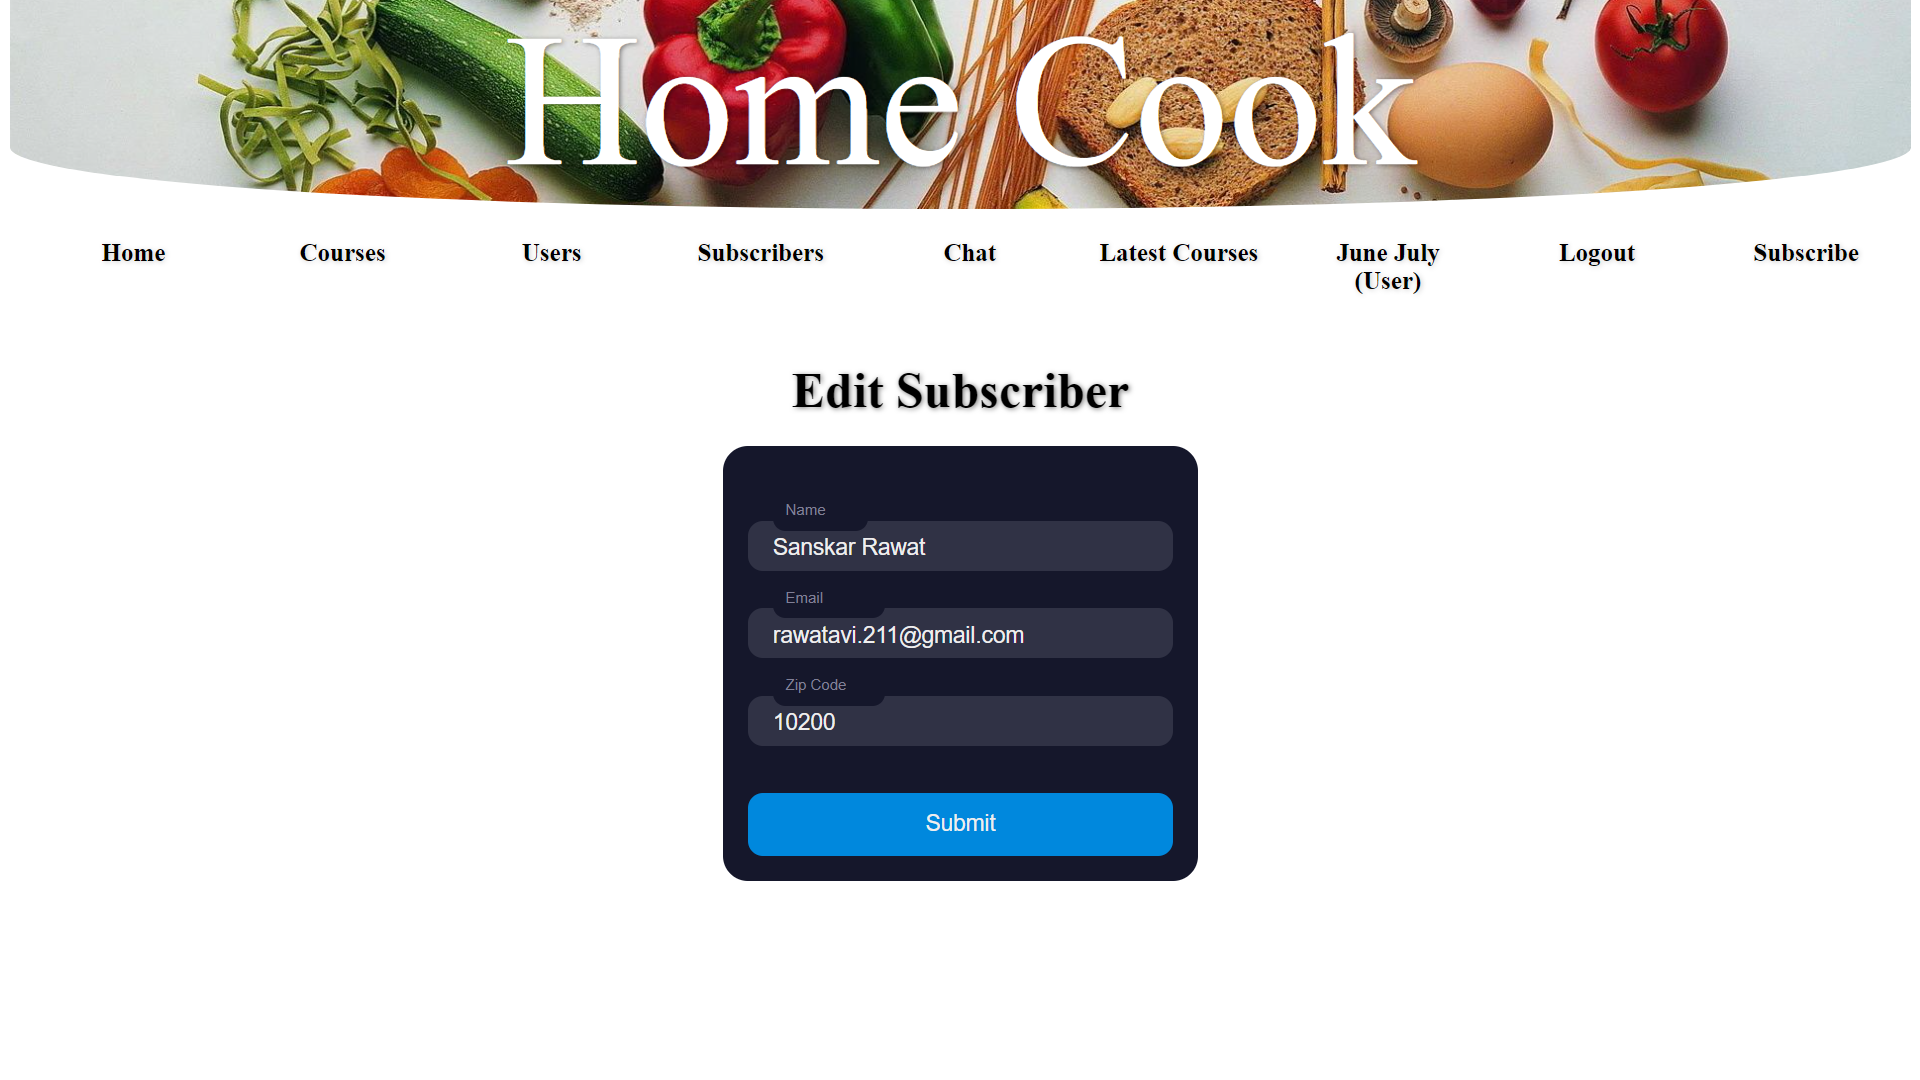 Home Cook
Home Courses Users Subscribers Chat Latest Courses June July Logout Subscribe
(User)
Edit Subscriber
Name
Sanskar Rawat
Email
rawatavi.211@gmail.com
Zip Code
10200
Submit